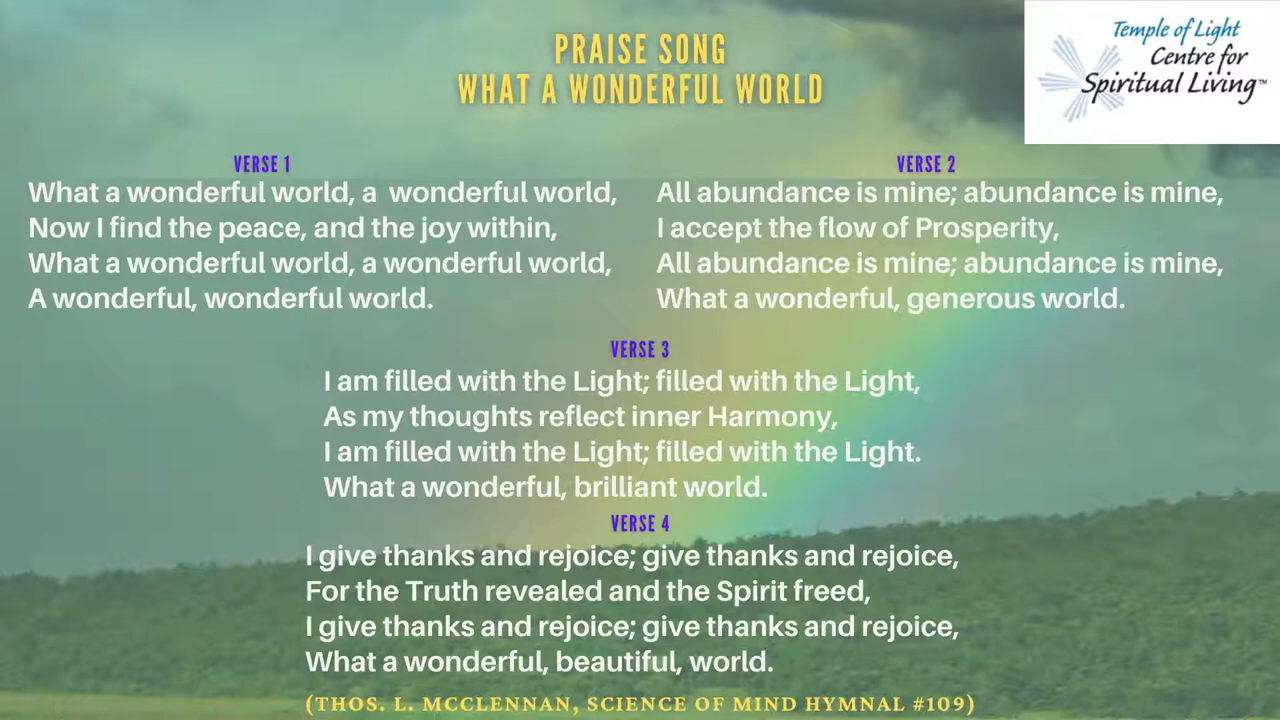 PRAISE SONG
WHAT A WONDERFUL WORLD
Temple of Light
Centre for
Spiritual Living™
VERSE 1
What a wonderful world, a  wonderful world,
Now I find the peace, and the joy within,
What a wonderful world, a wonderful world,
A wonderful, wonderful world.
VERSE 2
All abundance is mine; abundance is mine,
I accept the flow of Prosperity,
All abundance is mine; abundance is mine,
What a wonderful, generous world.
VERSE 3
I am filled with the Light; filled with the Light,
As my thoughts reflect inner Harmony,
I am filled with the Light; filled with the Light.
What a wonderful, brilliant world.
VERSE 4
I give thanks and rejoice; give thanks and rejoice,
For the Truth revealed and the Spirit freed,
I give thanks and rejoice; give thanks and rejoice,
What a wonderful, beautiful, world.
(THOS. L. MCCLENNAN, SCIENCE OF MIND HYMNAL #109)